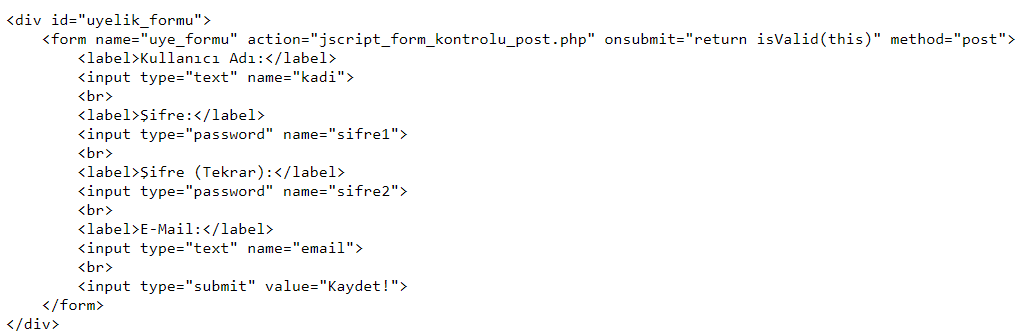 <div id="uyelik_formu">
    <form name="uye_formu" action="jscript_form_kontrolu_post.php" onsubmit="return isValid(this)" method="post">
        <label>Kullanıcı Adı:</label>
        <input type="text" name="kadi">
        <br>
        <label>Şifre:</label>
        <input type="password" name="sifre1">
        <br>
        <label>Şifre (Tekrar):</label>
        <input type="password" name="sifre2">
        <br>
        <label>E-Mail:</label>
        <input type="text" name="email">
        <br>
        <input type="submit" value="Kaydet!">
    </form>
</div>